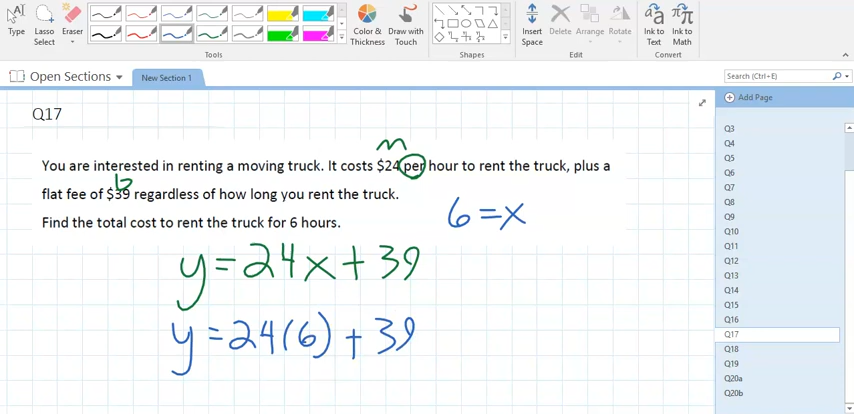 Type
Lasso Select
Eraser
Color & Thickness
Draw with Touch
Insert Space
Delete
Arrange
Rotate
Ink to Text
Ink to Math
Tools
Shapes
Edit
Convert
Open Sections
New Section 1
Search (Ctrl+E)
Add Page
Q17
m
You are interested in renting a moving truck. It costs $24 per hour to rent the truck, plus a
b
flat fee of $39 regardless of how long you rent the truck.
Find the total cost to rent the truck for 6 hours.
6 = x
y = 24x + 39
y = 24(6) + 39
Q3
Q4
Q5
Q6
Q7
Q8
Q9
Q10
Q11
Q12
Q13
Q14
Q15
Q16
Q17
Q18
Q19
Q20a
Q20b